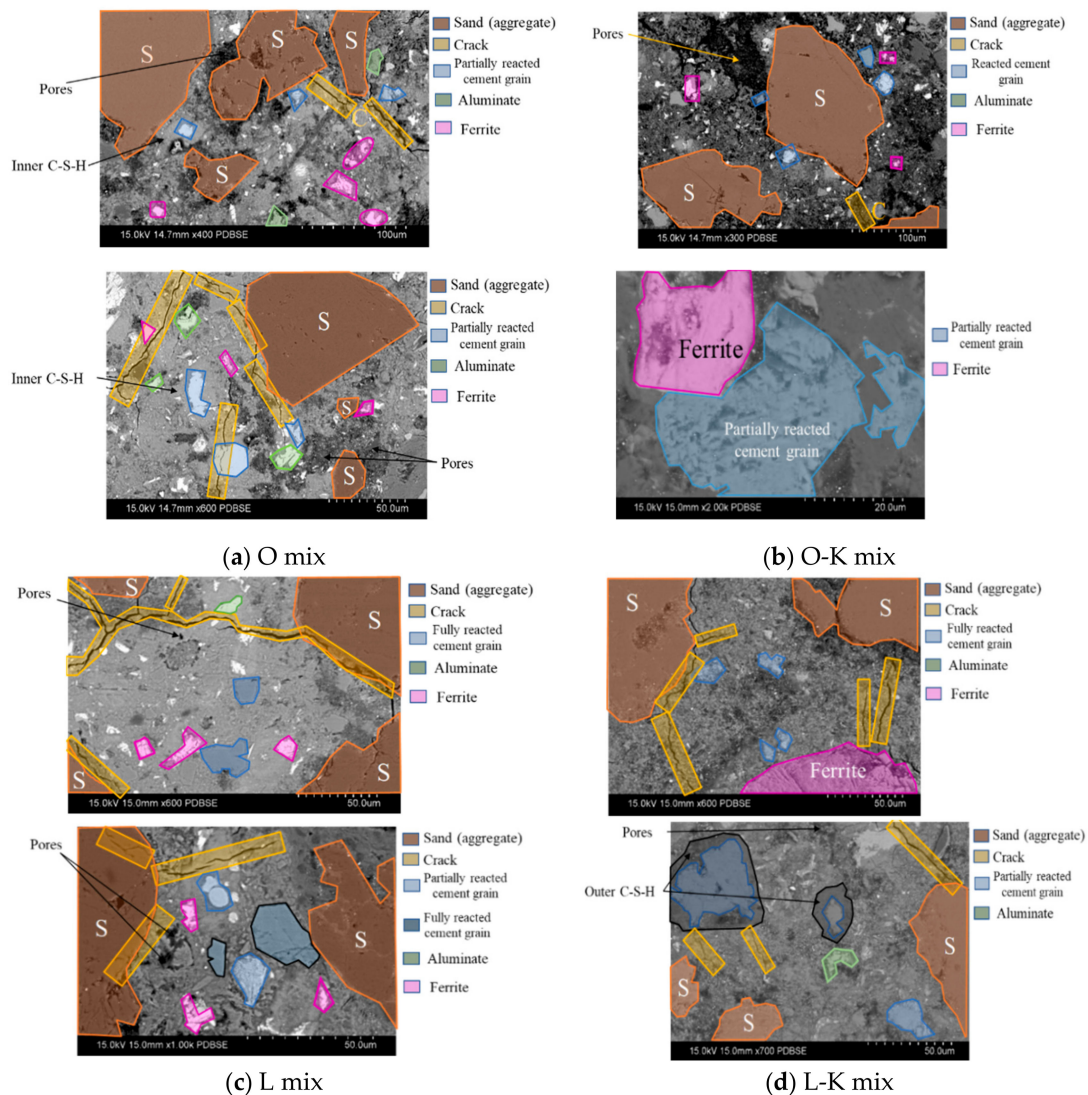 S
S
S
S
Pores
Inner C-S-H
C
15.0kV 14.7mm x400 PDBSE
100um
Sand (aggregate)
Crack
Partially reacted
cement grain
Aluminate
Ferrite
Pores
S
S
C
15.0kV 14.7mm x300 PDBSE
100um
Sand (aggregate)
Crack
Reacted cement
grain
Aluminate
Ferrite
S
S
S
Inner C-S-H
Pores
15.0kV 14.7mm x600 PDBSE
50.0um
Sand (aggregate)
Crack
Partially reacted
cement grain
Aluminate
Ferrite
Ferrite
Partially reacted
cement grain
15.0kV 15.0mm x2.00k PDBSE
20.0um
Partially reacted
cement grain
Ferrite
(a) O mix
(b) O-K mix
Pores
S
S
S
S
15.0kV 15.0mm x600 PDBSE
50.0um
Sand (aggregate)
Crack
Fully reacted
cement grain
Aluminate
Ferrite
S
S
Ferrite
15.0kV 15.0mm x600 PDBSE
50.0um
Sand (aggregate)
Crack
Fully reacted
cement grain
Aluminate
Ferrite
Pores
S
S
15.0kV 15.0mm x1.00k PDBSE
50.0um
Sand (aggregate)
Crack
Partially reacted
cement grain
Fully reacted
cement grain
Aluminate
Ferrite
Pores
Outer C-S-H
S
S
S
15.0kV 15.0mm x700 PDBSE
50.0um
Sand (aggregate)
Crack
Partially reacted
cement grain
Aluminate
(c) L mix
(d) L-K mix